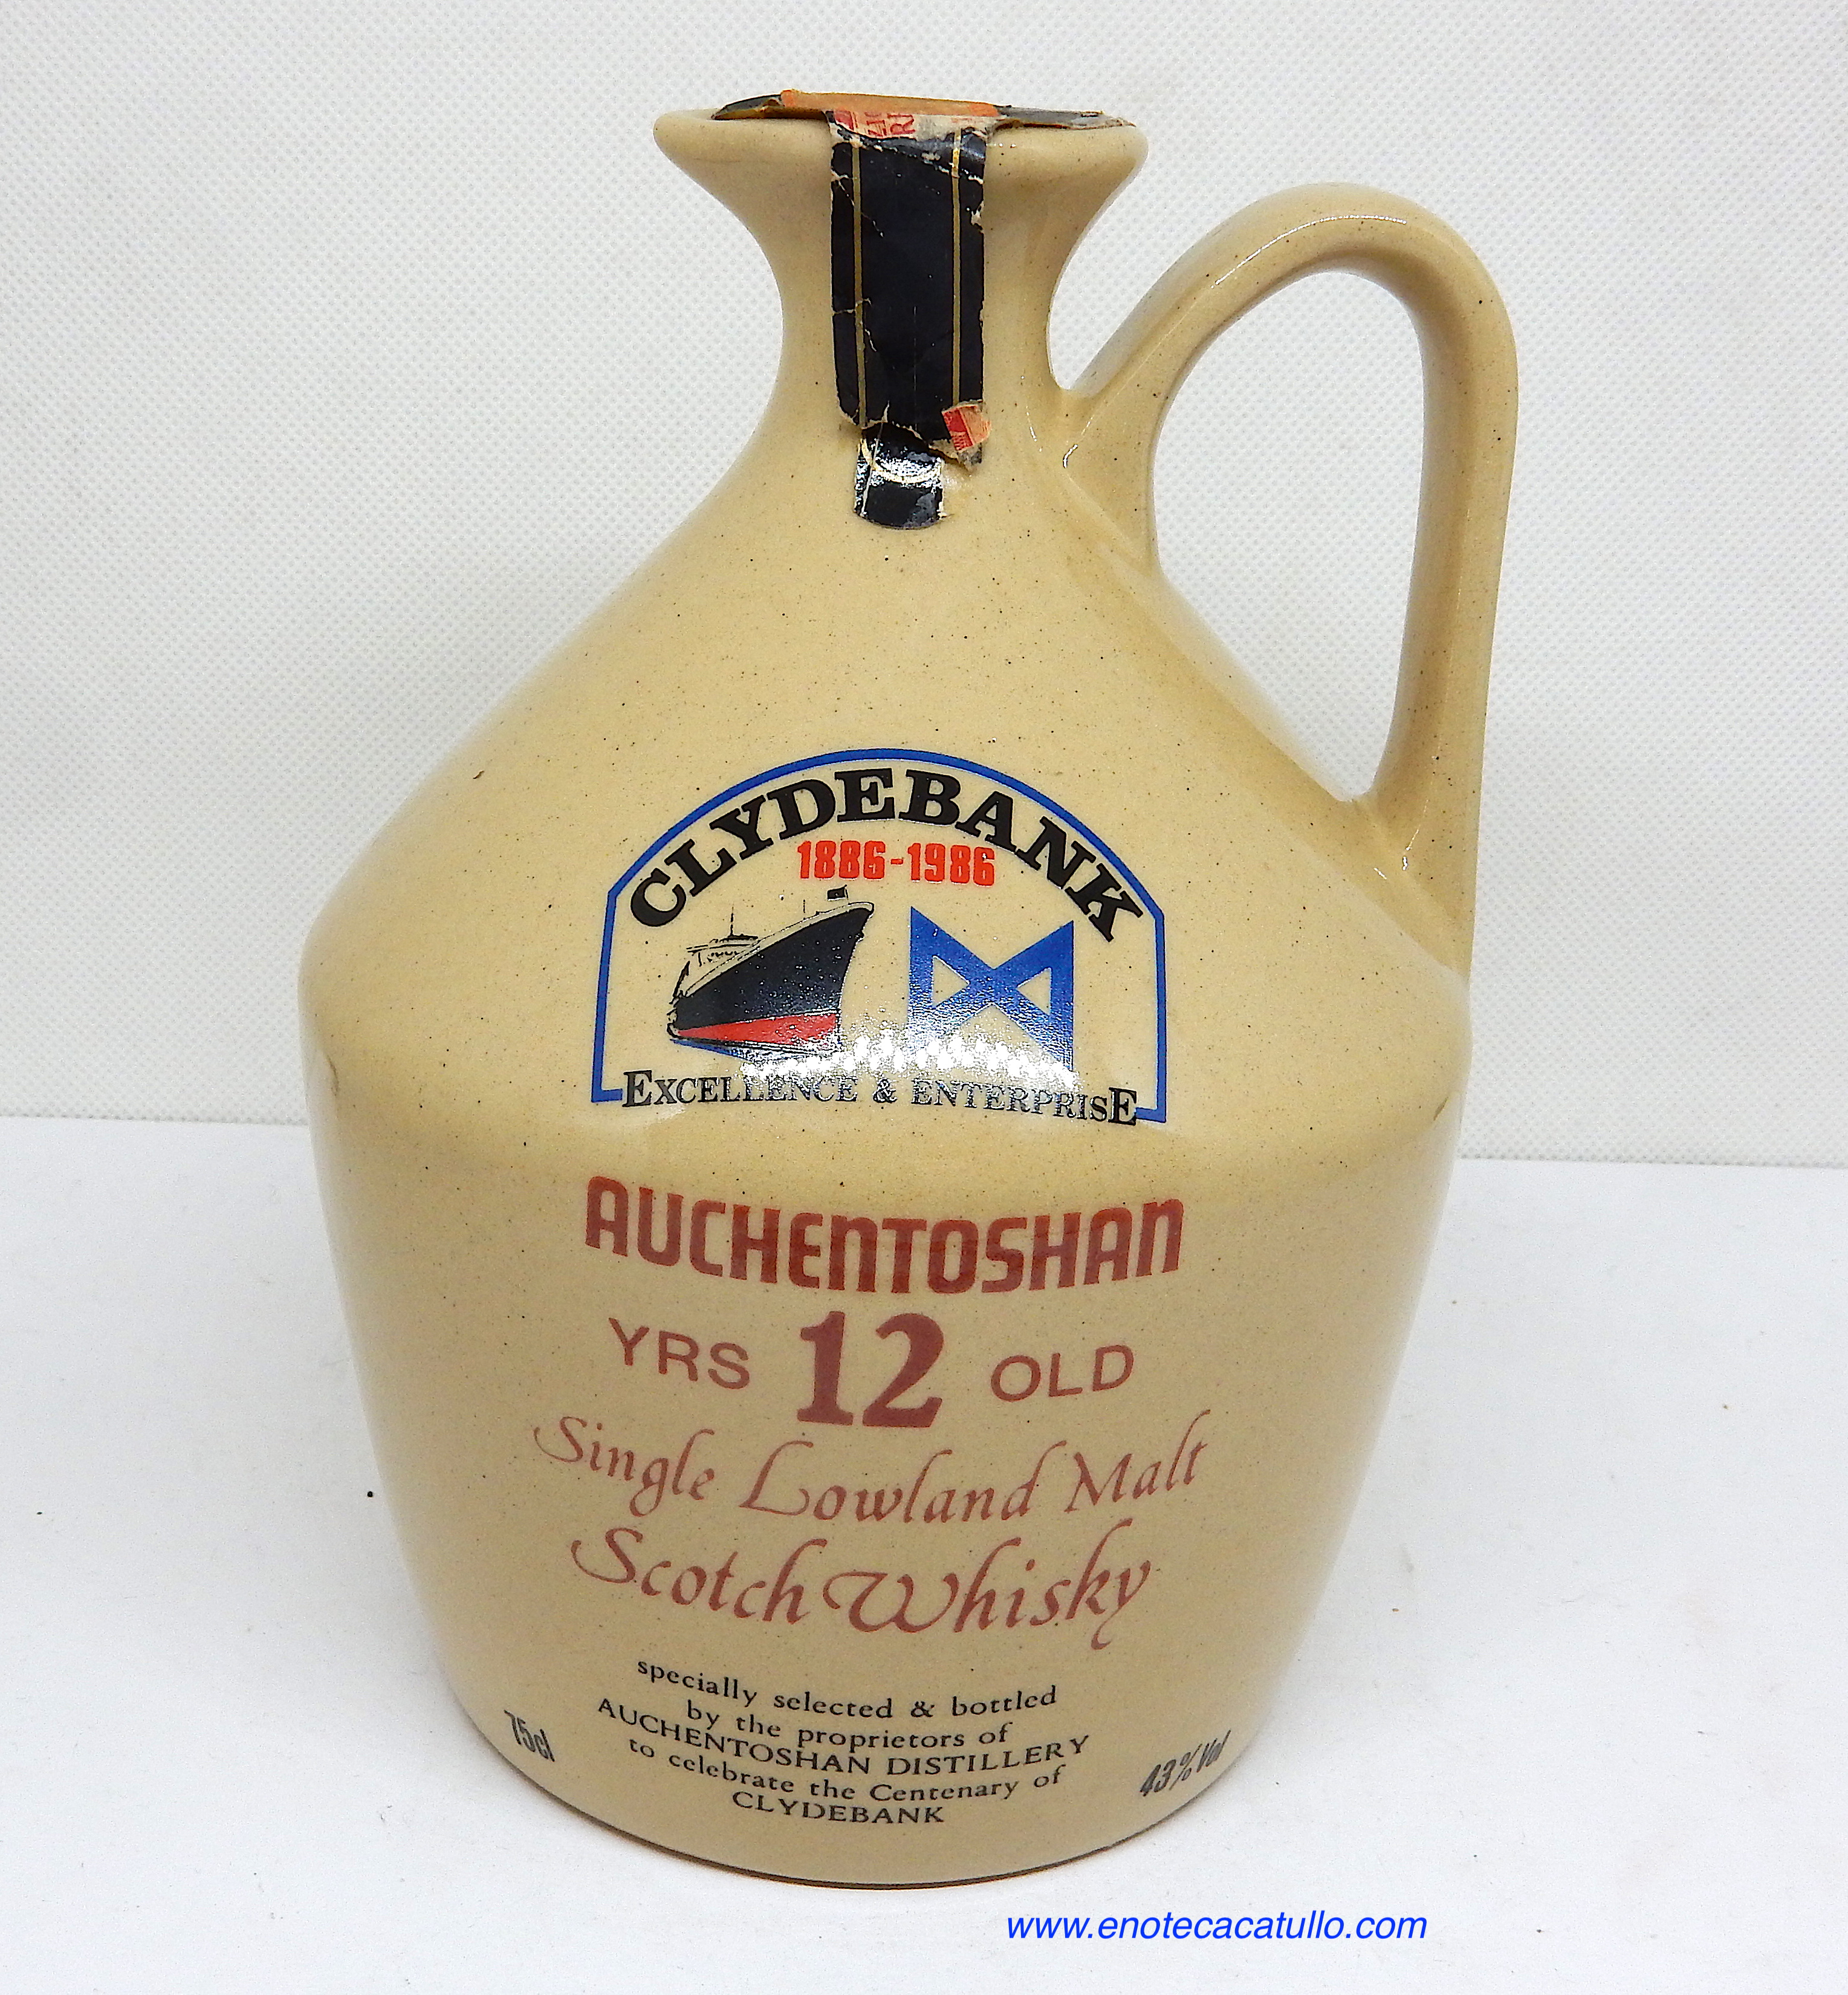 CLYDEBANK
1886-1986
EXCELLENCE & ENTERPRISE
AUCHENTOSHAN
YRS 12 OLD
Single Lowland Malt
Scotch Whisky
specially selected & bottled
by the proprietors of
AUCHENTOSHAN DISTILLERY
to celebrate the Centenary of
CLYDEBANK
75cl
43% Vol
www.enotecacatullo.com